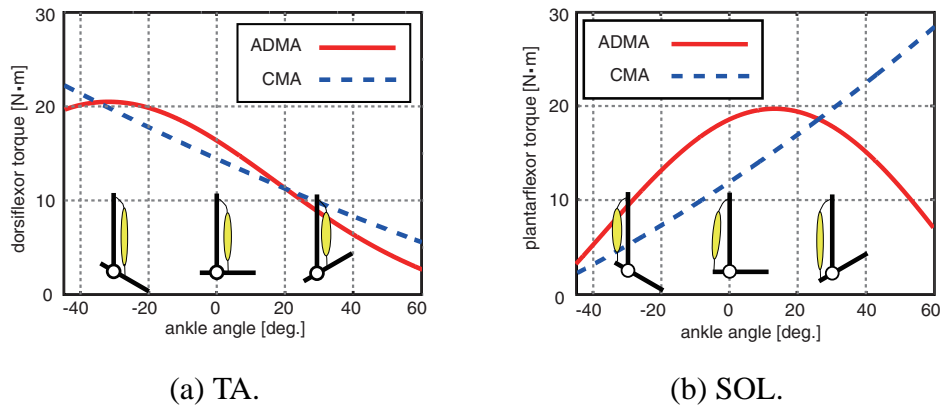 30
20
10
0
dorsiflexor torque [N•m]
ADMA
CMA
-40 -20 0 20 40 60
ankle angle [deg.]
(a) TA.
30
20
10
0
plantarflexor torque [N•m]
ADMA
CMA
-40 -20 0 20 40 60
ankle angle [deg.]
(b) SOL.